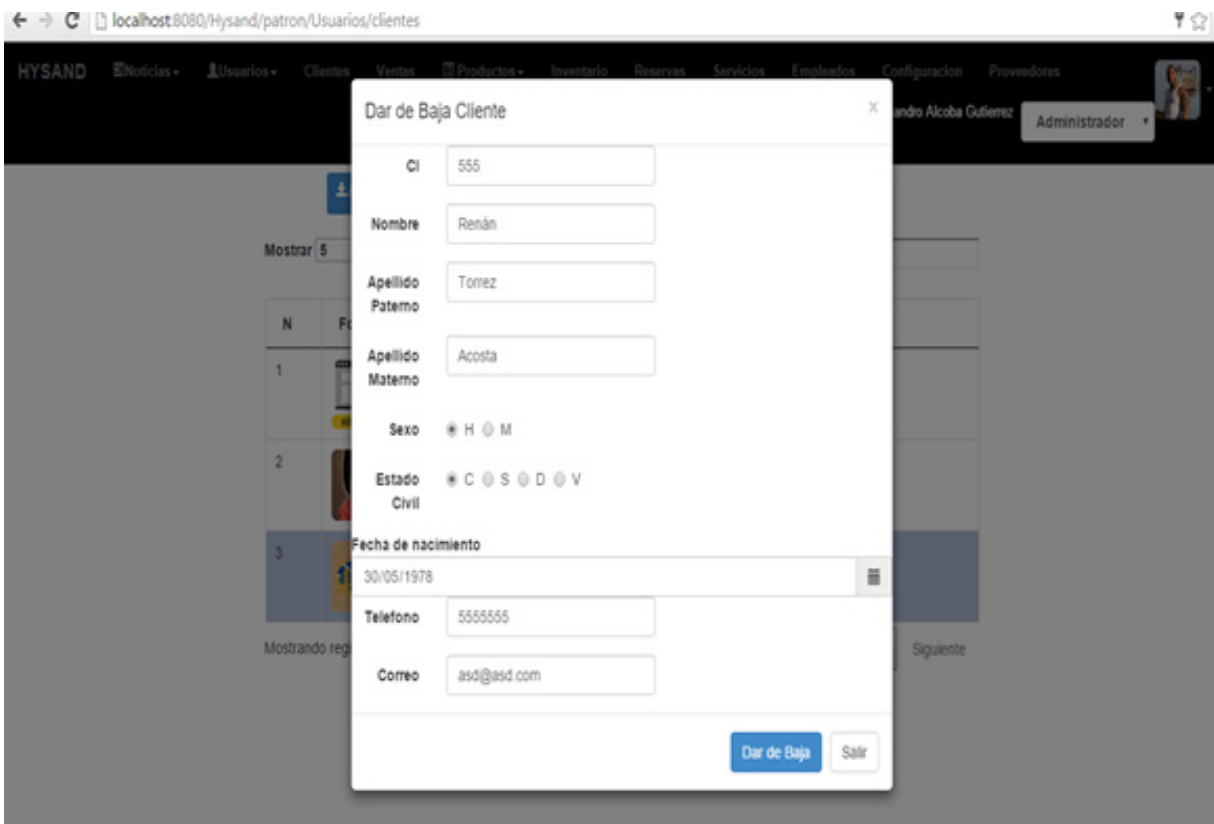 localhost:8080/Hysand/patron/Usuarios/clientes
HYSAND Noticias Usuarios Clientes Ventas Productos Inventario Reservas Servicios Empleados Configuracion Proveedores
Dar de Baja Cliente x
andro Alcoba Gutierrez
Administrador
CI 555
Nombre Renán
Mostrar 5
Apellido Paterno Torrez
N Fo
Apellido Materno Acosta
1
Sexo H M
2
Estado Civil C S D V
3
Fecha de nacimiento
30/05/1978
Telefono 5555555
Mostrando reg
Siguiente
Correo asd@asd.com
Dar de Baja Salir